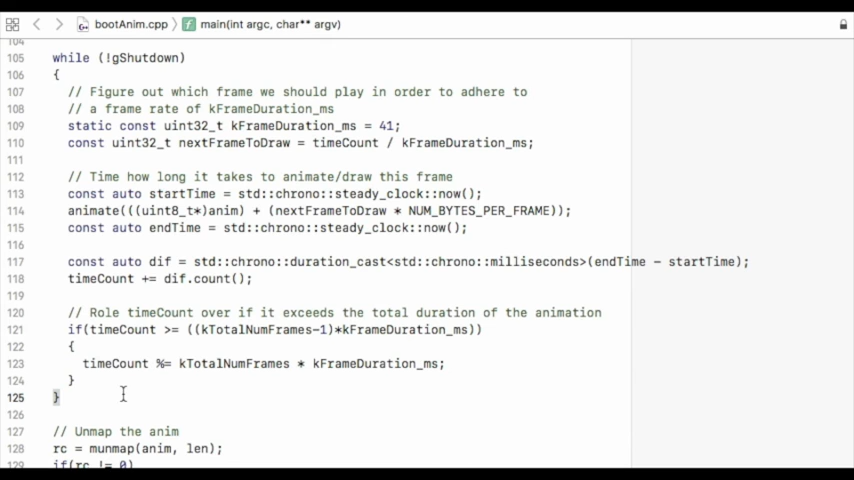 bootAnim.cpp main(int argc, char** argv)
104
105 while (!gShutdown)
106 {
107 // Figure out which frame we should play in order to adhere to
108 // a frame rate of kFrameDuration_ms
109 static const uint32_t kFrameDuration_ms = 41;
110 const uint32_t nextFrameToDraw = timeCount / kFrameDuration_ms;
111
112 // Time how long it takes to animate/draw this frame
113 const auto startTime = std::chrono::steady_clock::now();
114 animate(((uint8_t*)anim) + (nextFrameToDraw * NUM_BYTES_PER_FRAME));
115 const auto endTime = std::chrono::steady_clock::now();
116
117 const auto dif = std::chrono::duration_cast<std::chrono::milliseconds>(endTime - startTime);
118 timeCount += dif.count();
119
120 // Role timeCount over if it exceeds the total duration of the animation
121 if(timeCount >= ((kTotalNumFrames-1)*kFrameDuration_ms))
122 {
123 timeCount %= kTotalNumFrames * kFrameDuration_ms;
124 }
125 }
126
127 // Unmap the anim
128 rc = munmap(anim, len);
129 if(rc != 0)